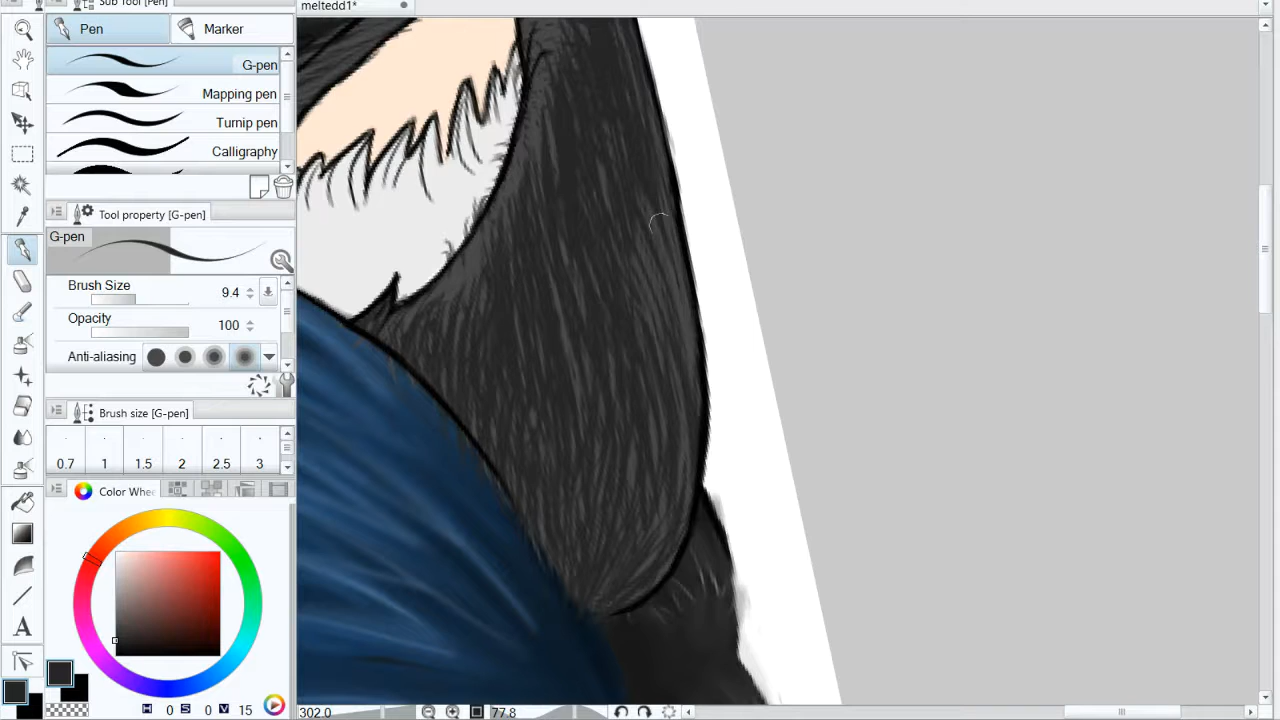 Sub Tool [Pen]
meltedd1*
Pen
Marker
G-pen
Mapping pen
Turnip pen
Calligraphy
Tool property [G-pen]
G-pen
Brush Size
9.4
Opacity
100
Anti-aliasing
Brush size [G-pen]
0.7 1 1.5 2 2.5 3
Color Whee
H 0 S 0 V 15
302.0
77.8
A